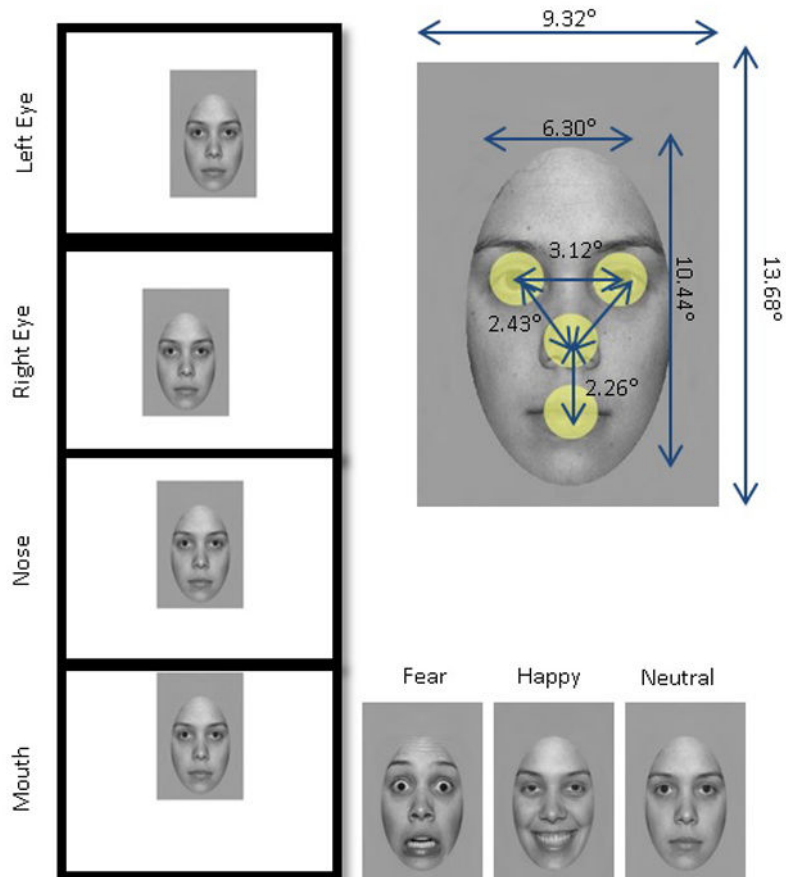 Left Eye
Right Eye
Nose
Mouth
9.32°
6.30°
3.12°
2.43°
2.26°
10.44°
13.68°
Fear Happy Neutral